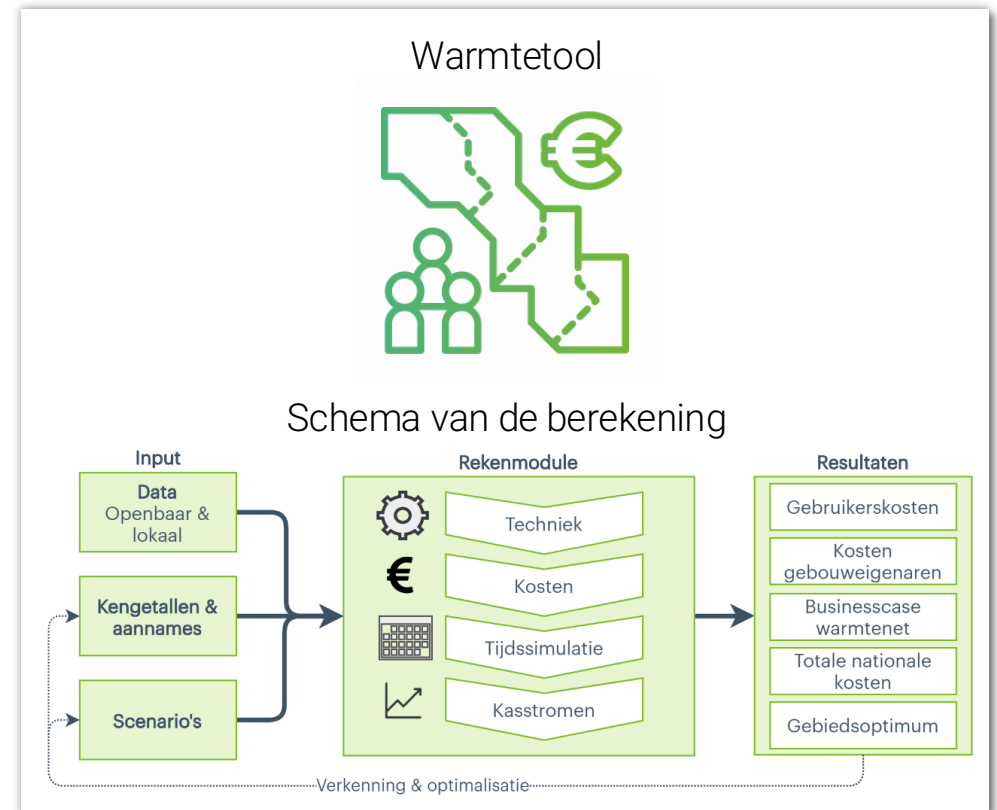 Warmtetool
Schema van de berekening
Input
Data
Openbaar &
lokaal
Kengetallen &
aannames
Scenario's
Rekenmodule
Techniek
€
Kosten
Tijdssimulatie
Kasstromen
Resultaten
Gebruikerskosten
Kosten
gebouweigenaren
Businesscase
warmtenet
Totale nationale
kosten
Gebiedsoptimum
Verkenning & optimalisatie